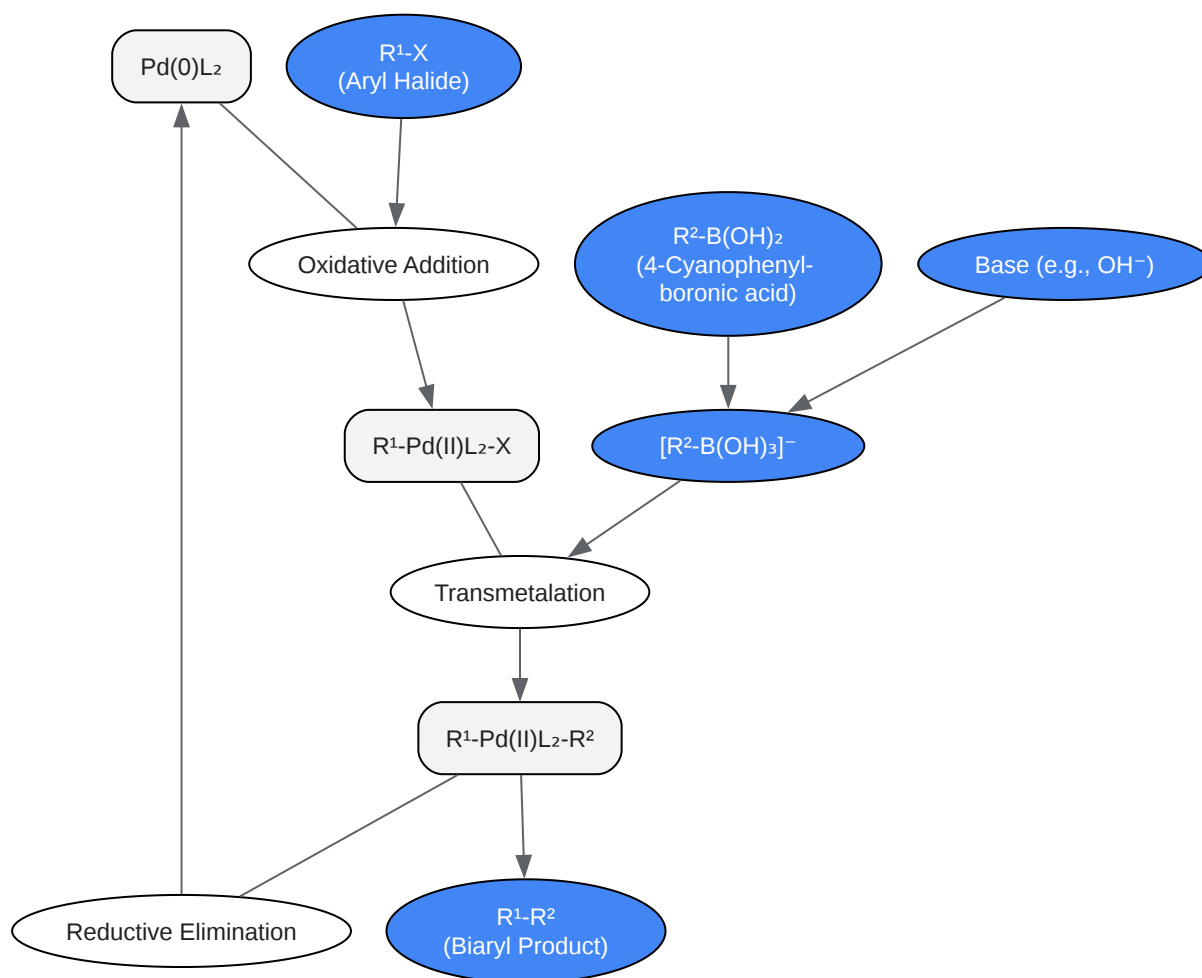 Pd(0)L₂
R¹-X
(Aryl Halide)
Oxidative Addition
R²-B(OH)₂
(4-Cyanophenyl-
boronic acid)
Base (e.g., OH⁻)
R¹-Pd(II)L₂-X
[R²-B(OH)₃]⁻
Transmetalation
R¹-Pd(II)L₂-R²
Reductive Elimination
R¹-R²
(Biaryl Product)